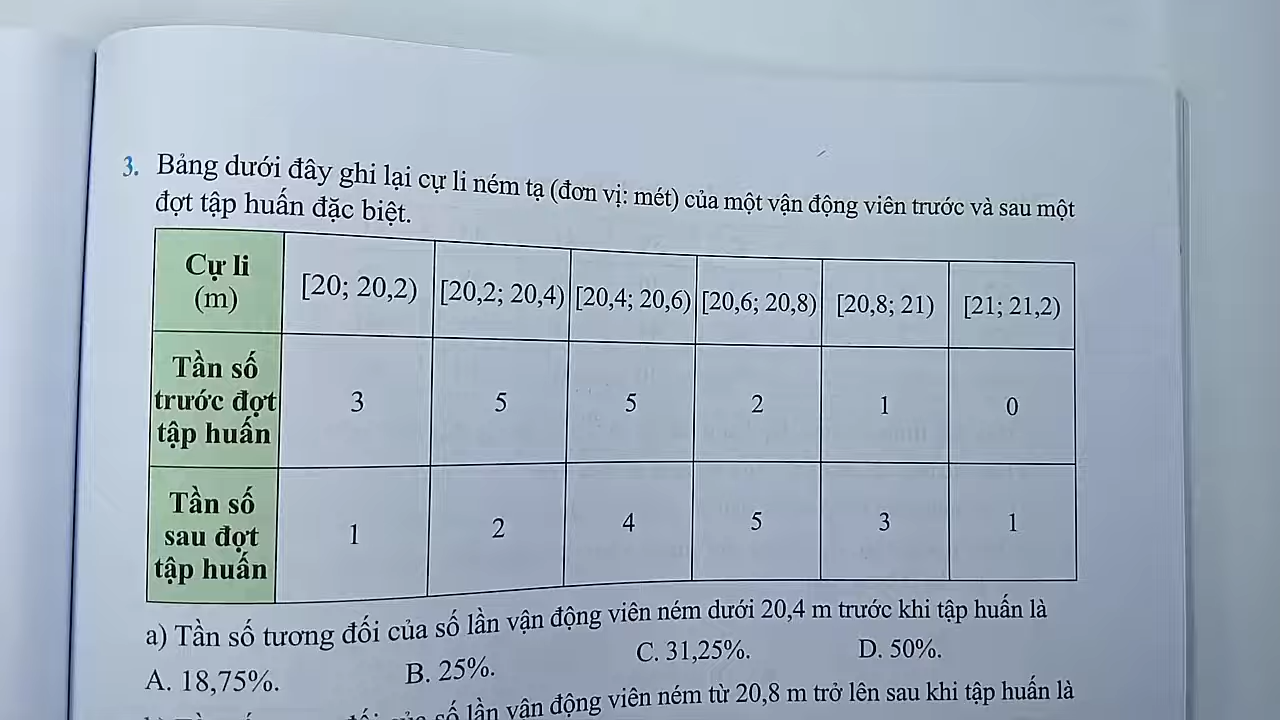 3. Bảng dưới đây ghi lại cự li ném tạ (đơn vị: mét) của một vận động viên trước và sau một
đợt tập huấn đặc biệt.
Cự li (m) [20; 20,2) [20,2; 20,4) [20,4; 20,6) [20,6; 20,8) [20,8; 21) [21; 21,2)
Tần số trước đợt tập huấn 3 5 5 2 1 0
Tần số sau đợt tập huấn 1 2 4 5 3 1
a) Tần số tương đối của số lần vận động viên ném dưới 20,4 m trước khi tập huấn là
A. 18,75%. B. 25%. C. 31,25%. D. 50%.
số lần vận động viên ném từ 20,8 m trở lên sau khi tập huấn là